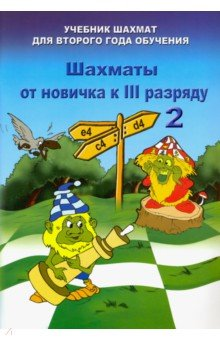 УЧЕБНИК ШАХМАТ
ДЛЯ ВТОРОГО ГОДА ОБУЧЕНИЯ
Шахматы
от новичка к III разряду
2
e4
c4
d4